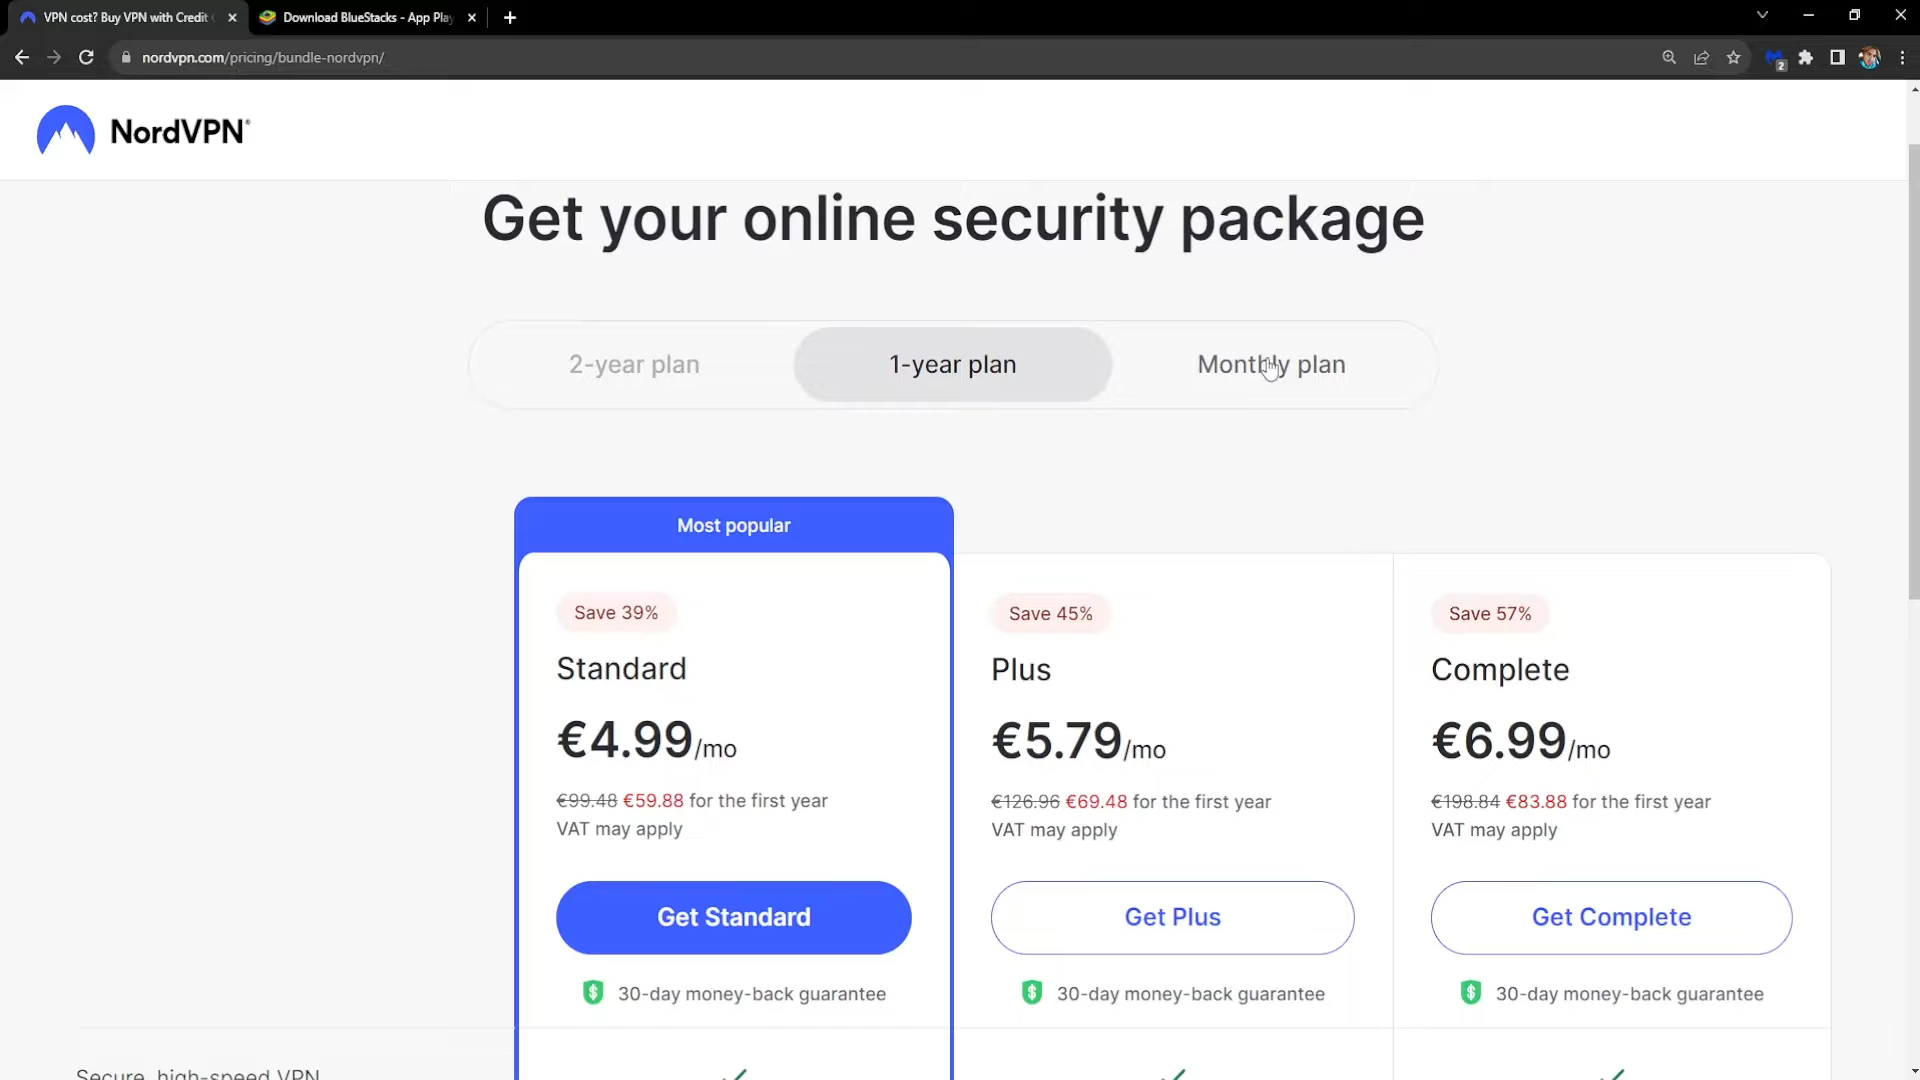 VPN cost? Buy VPN with Credit
Download BlueStacks - App Play
nordvpn.com/pricing/bundle-nordvpn/
2
NordVPN®
Get your online security package
2-year plan
1-year plan
Monthly plan
Most popular
Save 39%
Standard
€4.99/mo
€99.48 €59.88 for the first year
VAT may apply
Get Standard
30-day money-back guarantee
Save 45%
Plus
€5.79/mo
€126.96 €69.48 for the first year
VAT may apply
Get Plus
30-day money-back guarantee
Save 57%
Complete
€6.99/mo
€198.84 €83.88 for the first year
VAT may apply
Get Complete
30-day money-back guarantee
Secure, high-speed VPN